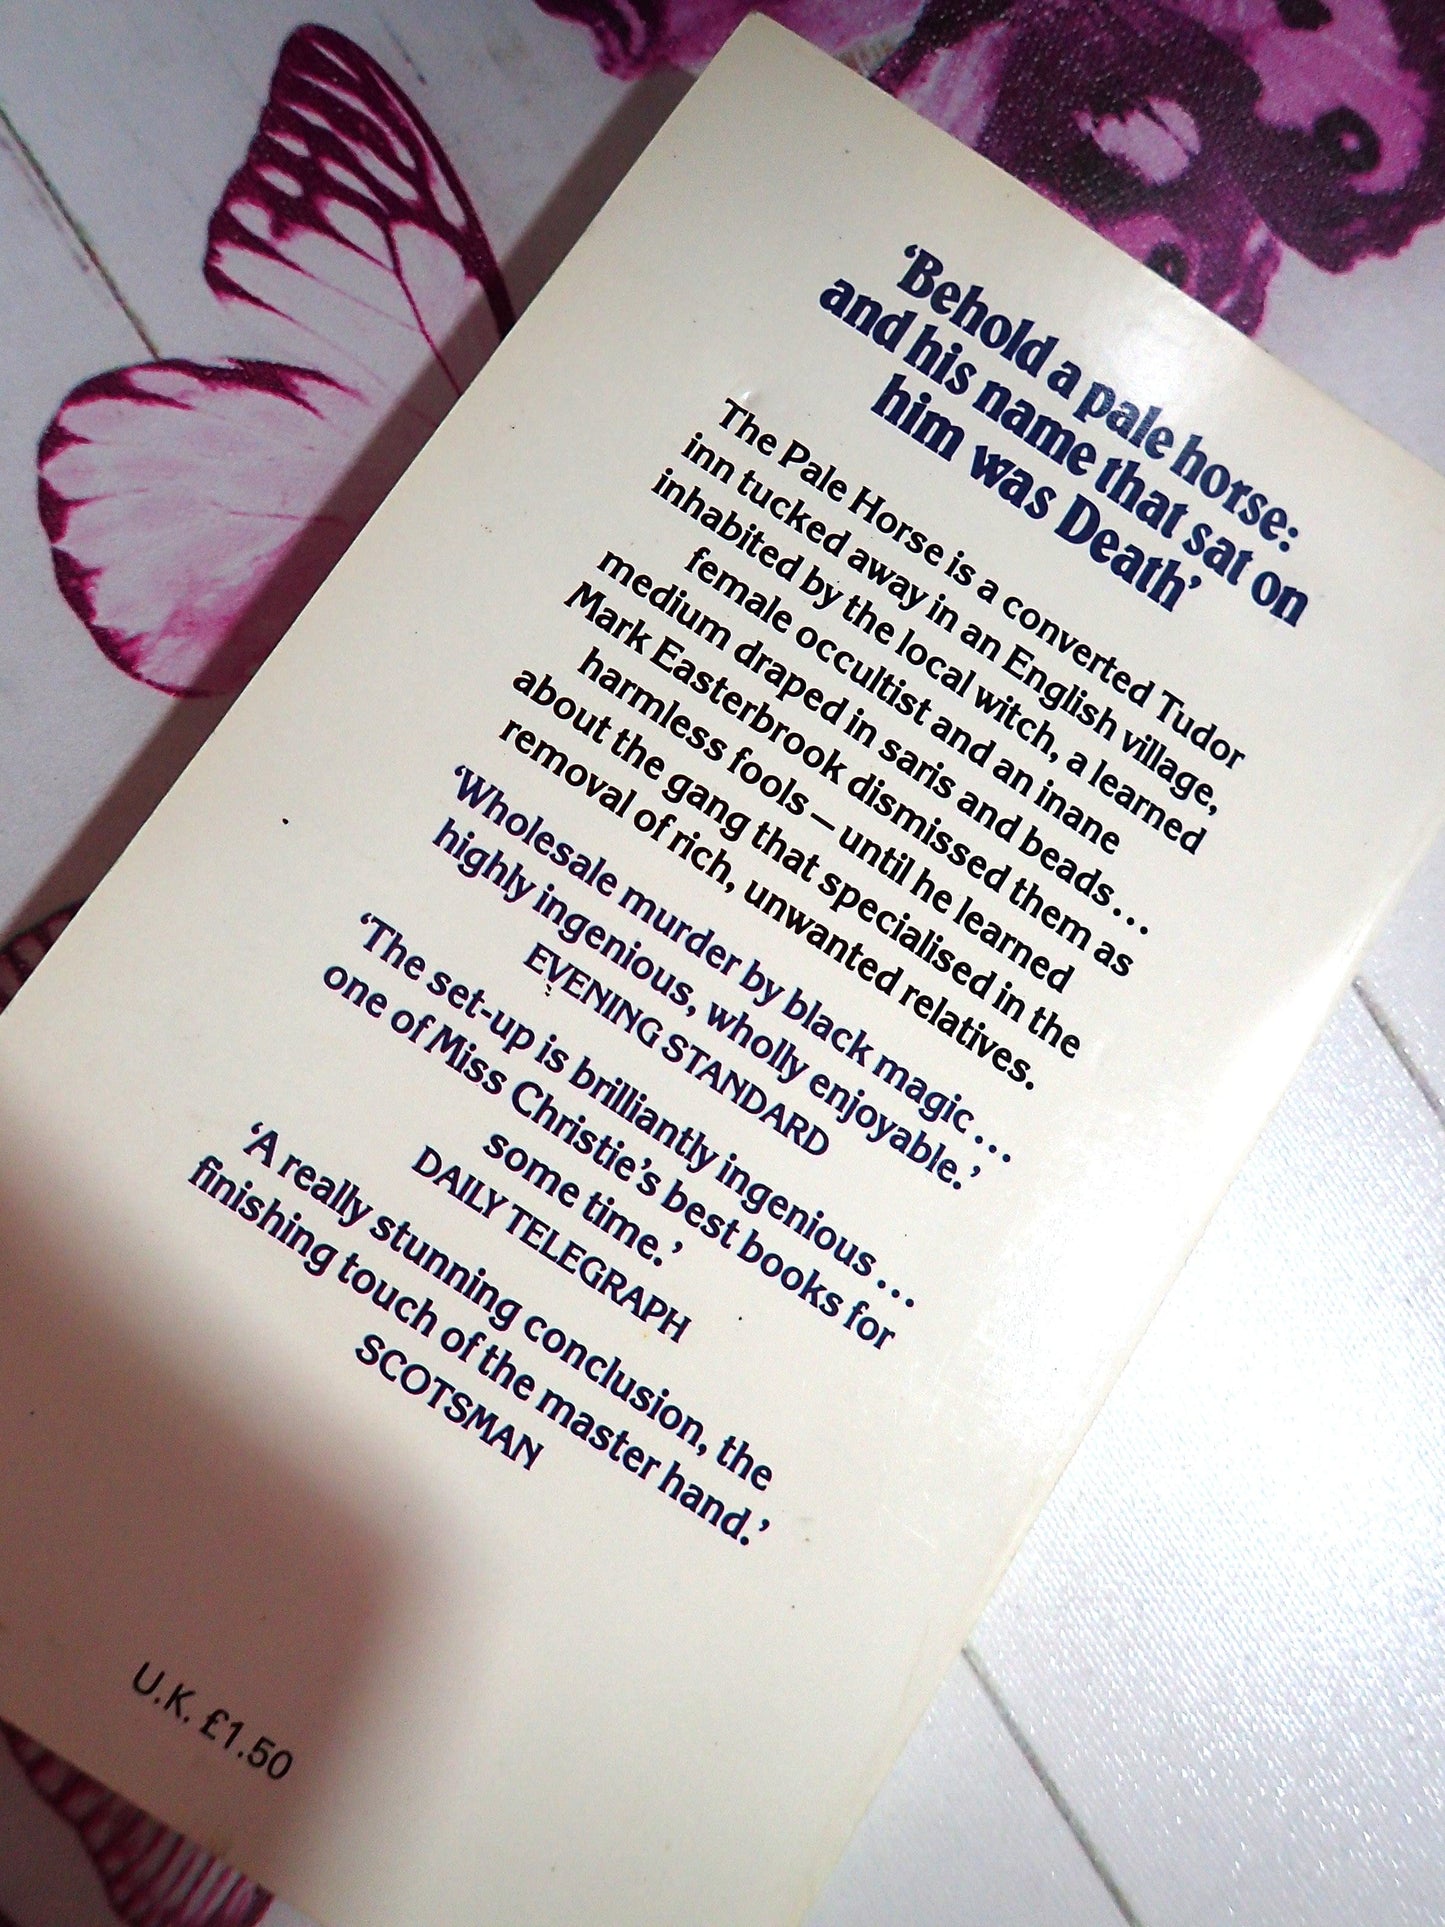 ‘Behold a pale horse:
and his name that sat on
him was Death’
The Pale Horse is a converted Tudor
inn tucked away in an English village,
inhabited by the local witch, a learned
female occultist and an inane
medium draped in saris and beads...
Mark Easterbrook dismissed them as
harmless fools – until he learned
about the gang that specialised in the
removal of rich, unwanted relatives.
‘Wholesale murder by black magic...
highly ingenious, wholly enjoyable.’
EVENING STANDARD
‘The set-up is brilliantly ingenious...
one of Miss Christie’s best books for
some time.’
DAILY TELEGRAPH
‘A really stunning conclusion, the
finishing touch of the master hand.’
SCOTSMAN
U.K. £1.50